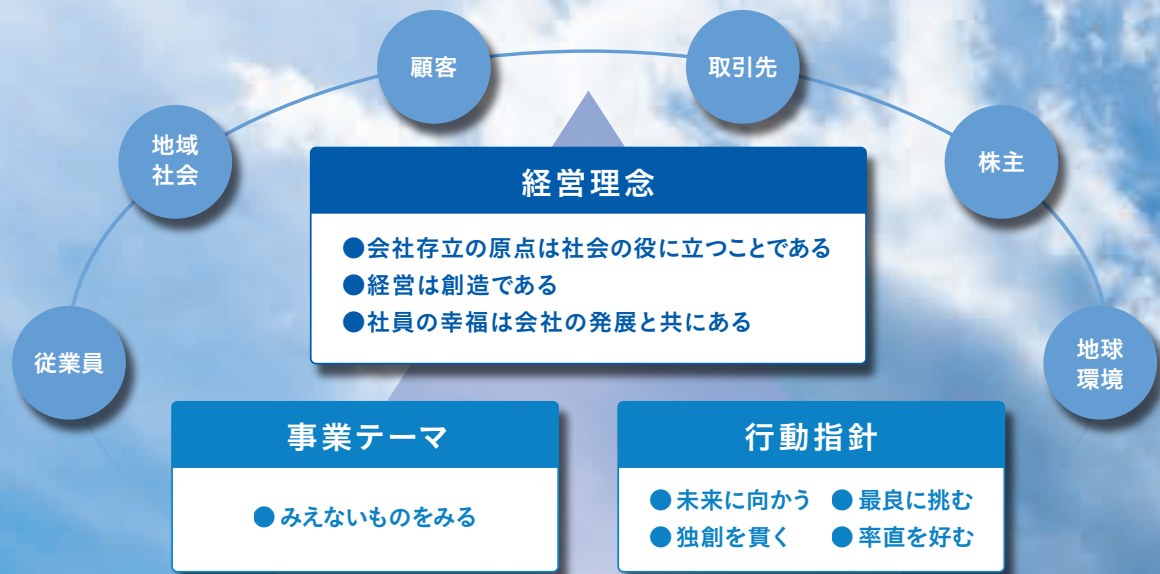 顧客
取引先
地域
社会
株主
経営理念
●会社存立の原点は社会の役に立つことである
●経営は創造である
●社員の幸福は会社の発展と共にある
従業員
地球
環境
事業テーマ
行動指針
●みえないものをみる
●未来に向かう ●最良に挑む
●独創を貫く ●率直を好む